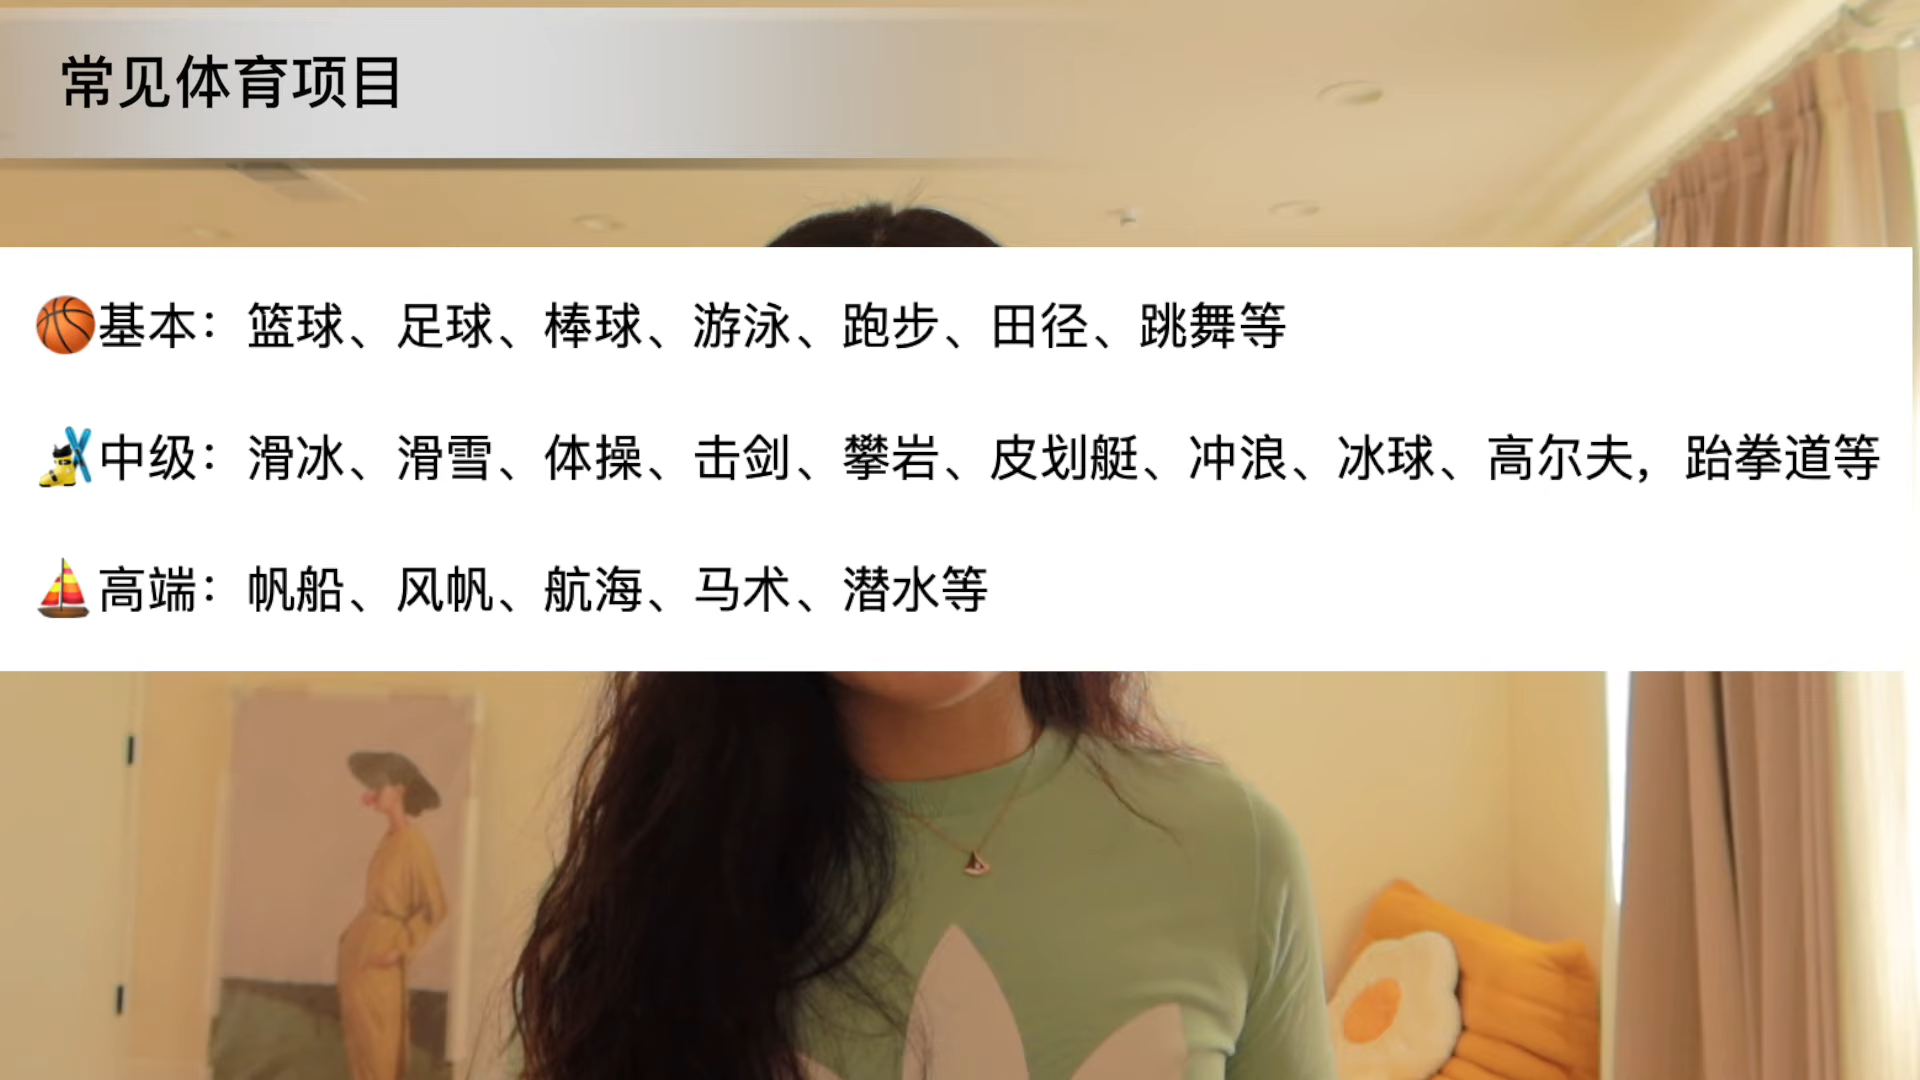 常见体育项目
🏀基本：篮球、足球、棒球、游泳、跑步、田径、跳舞等
🎿中级：滑冰、滑雪、体操、击剑、攀岩、皮划艇、冲浪、冰球、高尔夫，跆拳道等
⛵高端：帆船、风帆、航海、马术、潜水等